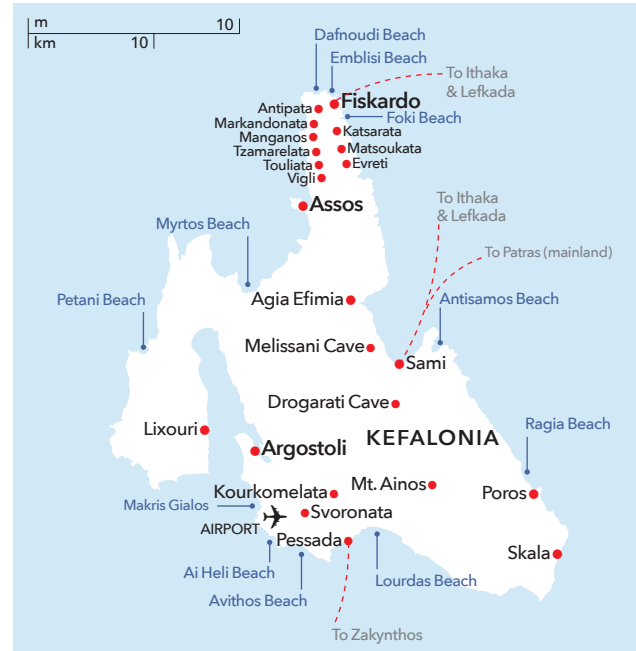 m 10
km 10
Dafnoudi Beach
Emblisi Beach
To Ithaka
& Lefkada
Fiskardo
Antipata
Foki Beach
Markandonata
Katsarata
Manganos
Matsoukata
Tzamarelata
Evreti
Touliata
Vigli
Assos
To Ithaka
& Lefkada
Myrtos Beach
To Patras (mainland)
Petani Beach
Agia Efimia
Antisamos Beach
Melissani Cave
Sami
Drogarati Cave
Ragia Beach
Lixouri
KEFALONIA
Argostoli
Mt. Ainos
Kourkomelata
Poros
Makris Gialos
Svoronata
AIRPORT
Pessada
Skala
Ai Heli Beach
Lourdas Beach
Avithos Beach
To Zakynthos